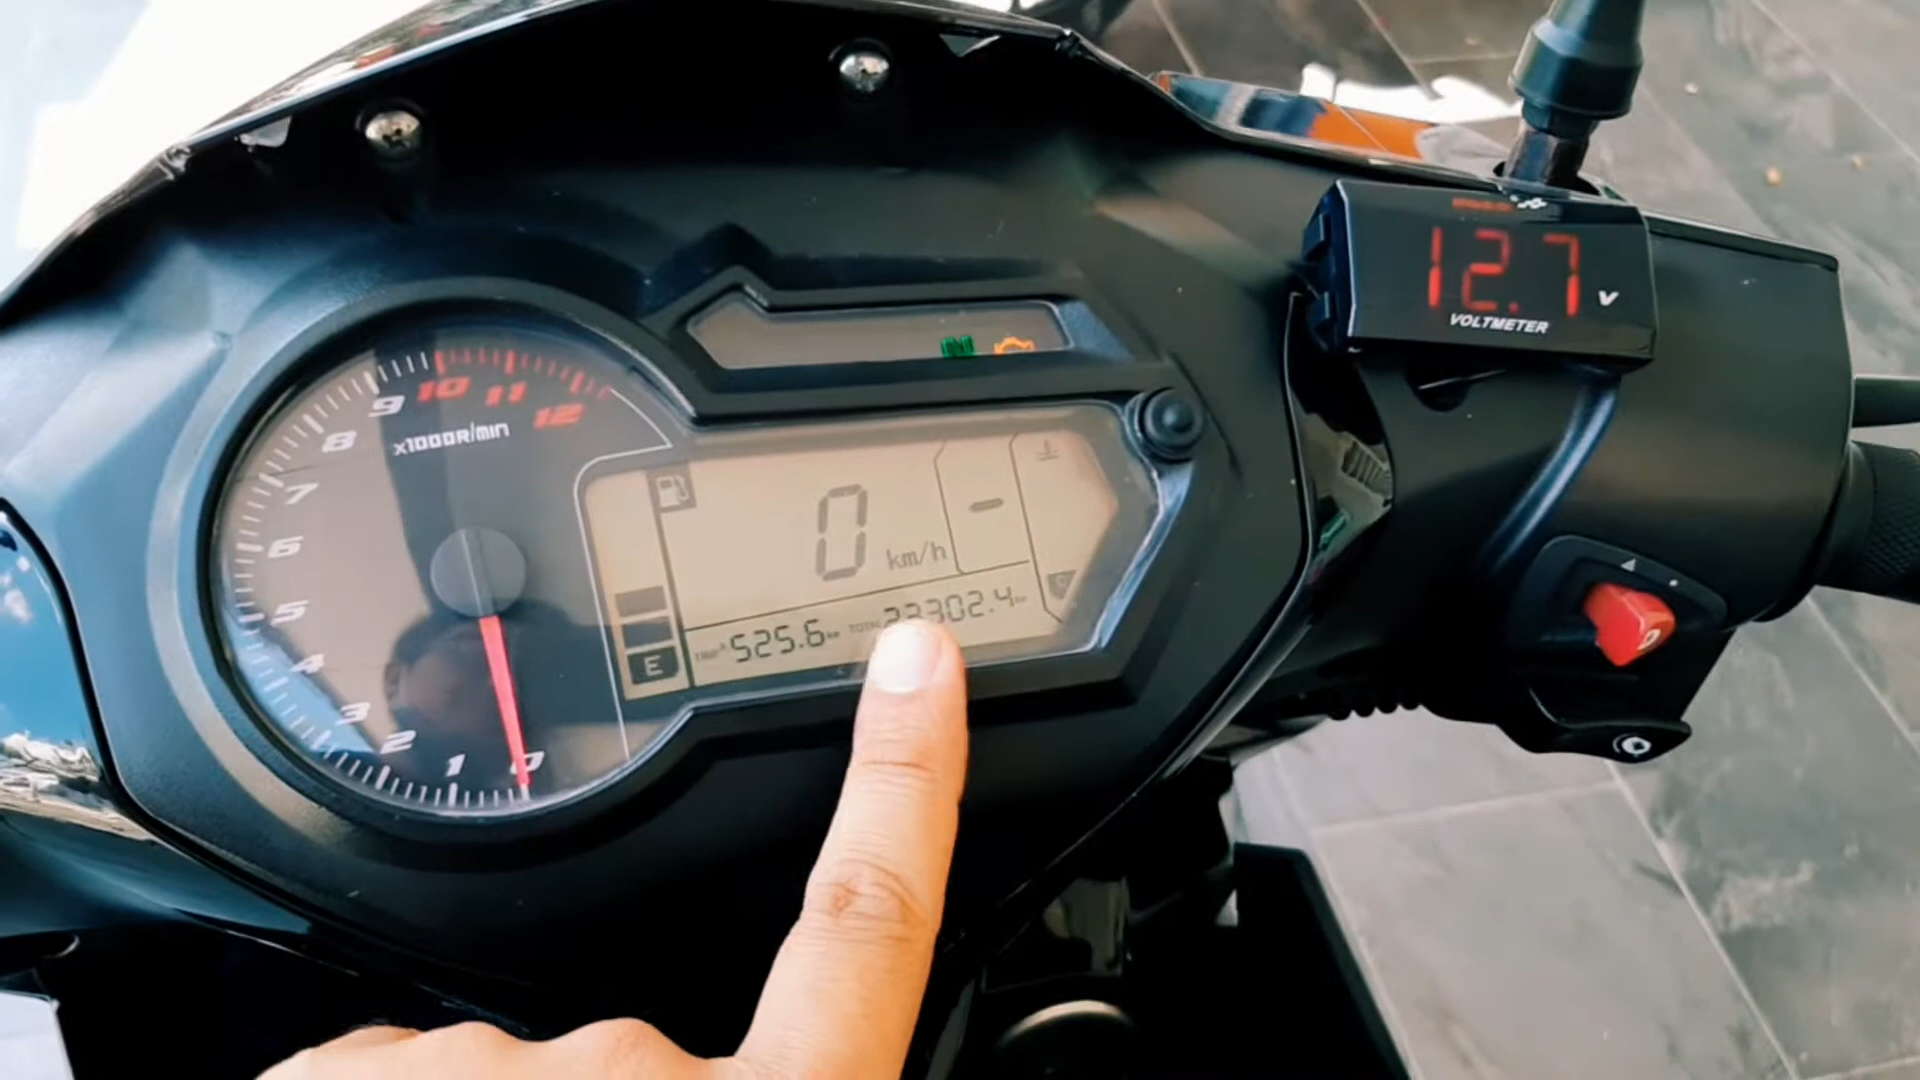 12.7 V
VOLTMETER
N
10 11
9 12
8 x1000R/min
7
6
5
4
3
2
1 0
0 km/h
-
C
TRIP A 525.6 km TOTAL 23302.4 km
E